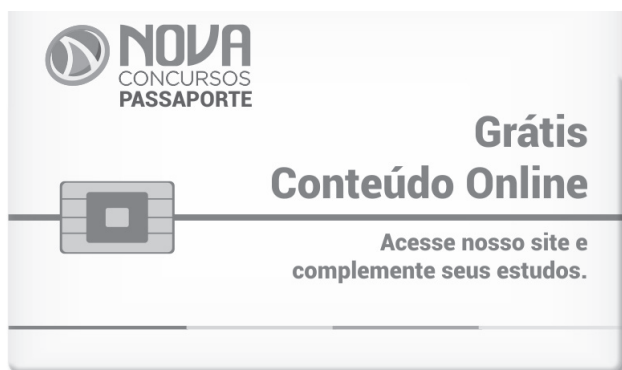 NOVA
CONCURSOS
PASSAPORTE
Grátis
Conteúdo Online
Acesse nosso site e
complemente seus estudos.